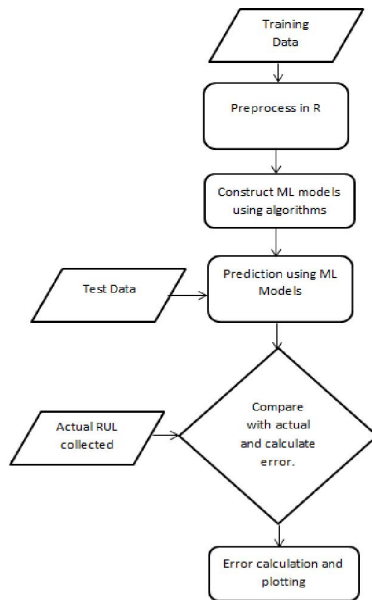 Training
Data
Preprocess in R
Construct ML models
using algorithms
Prediction using ML
Models
Test Data
Compare
with actual
and calculate
error.
Actual RUL
collected
Error calculation and
plotting